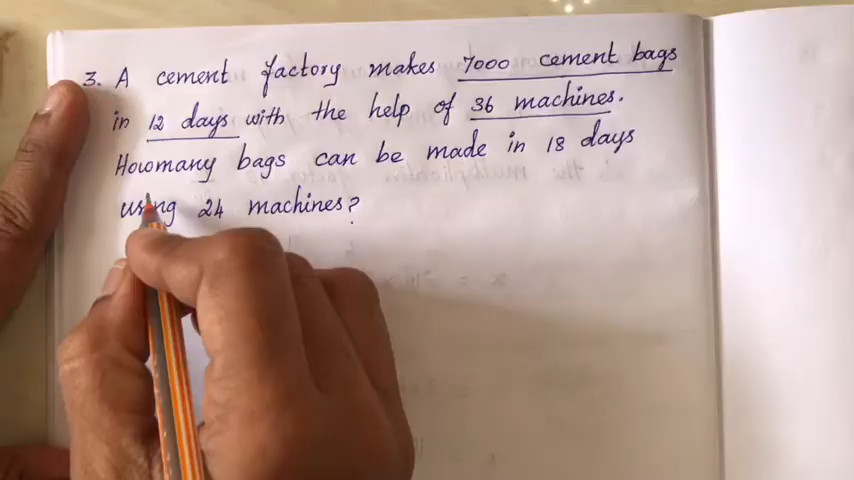 3. A cement factory makes 7000 cement bags
in 12 days with the help of 36 machines.
Howmany bags can be made in 18 days
using 24 machines?